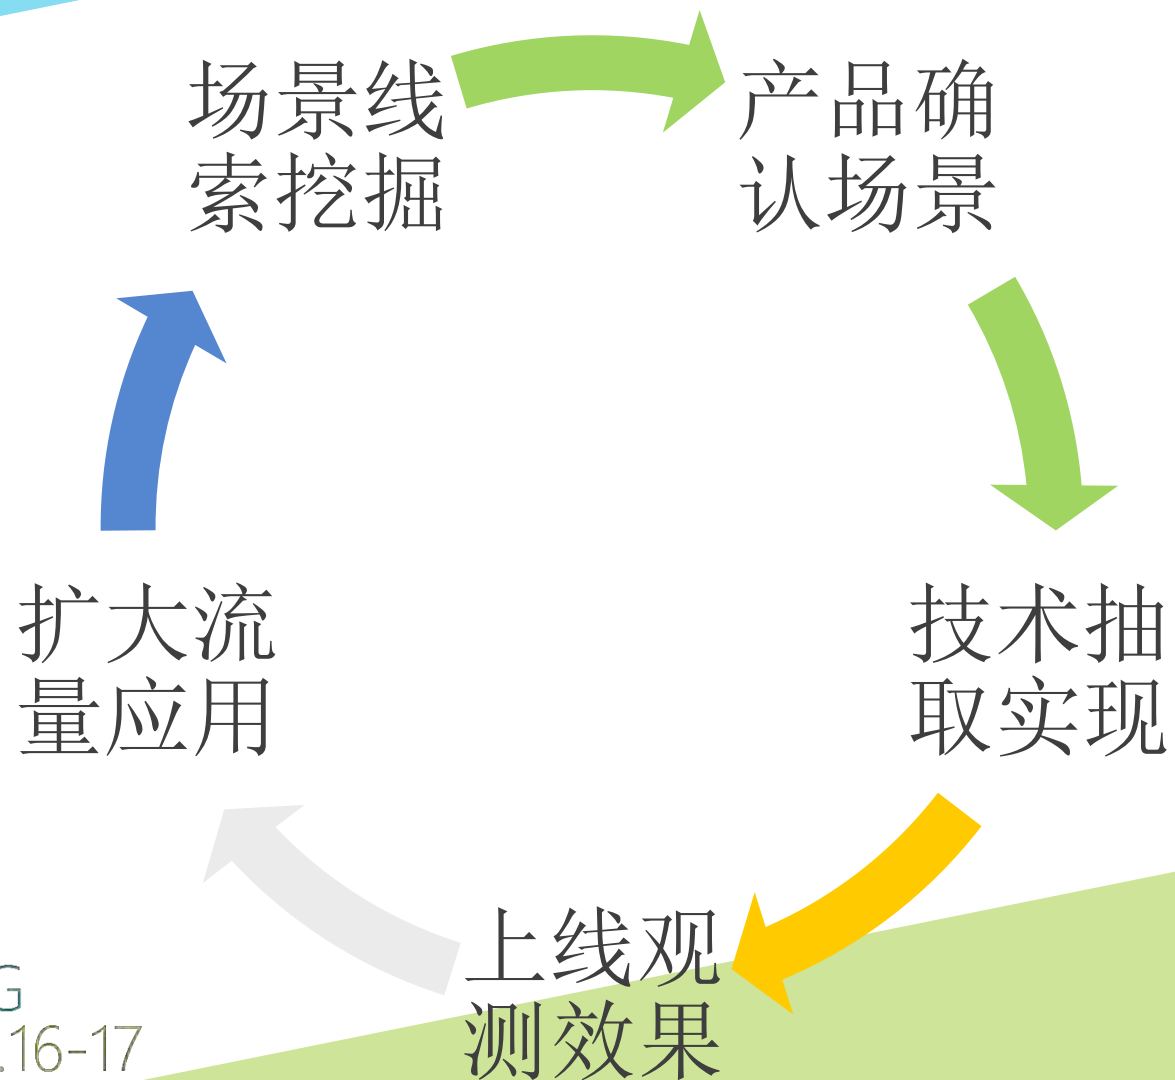 场景线
索挖掘
产品确
认场景
技术抽
取实现
上线观
测效果
扩大流
量应用
G
.16-17